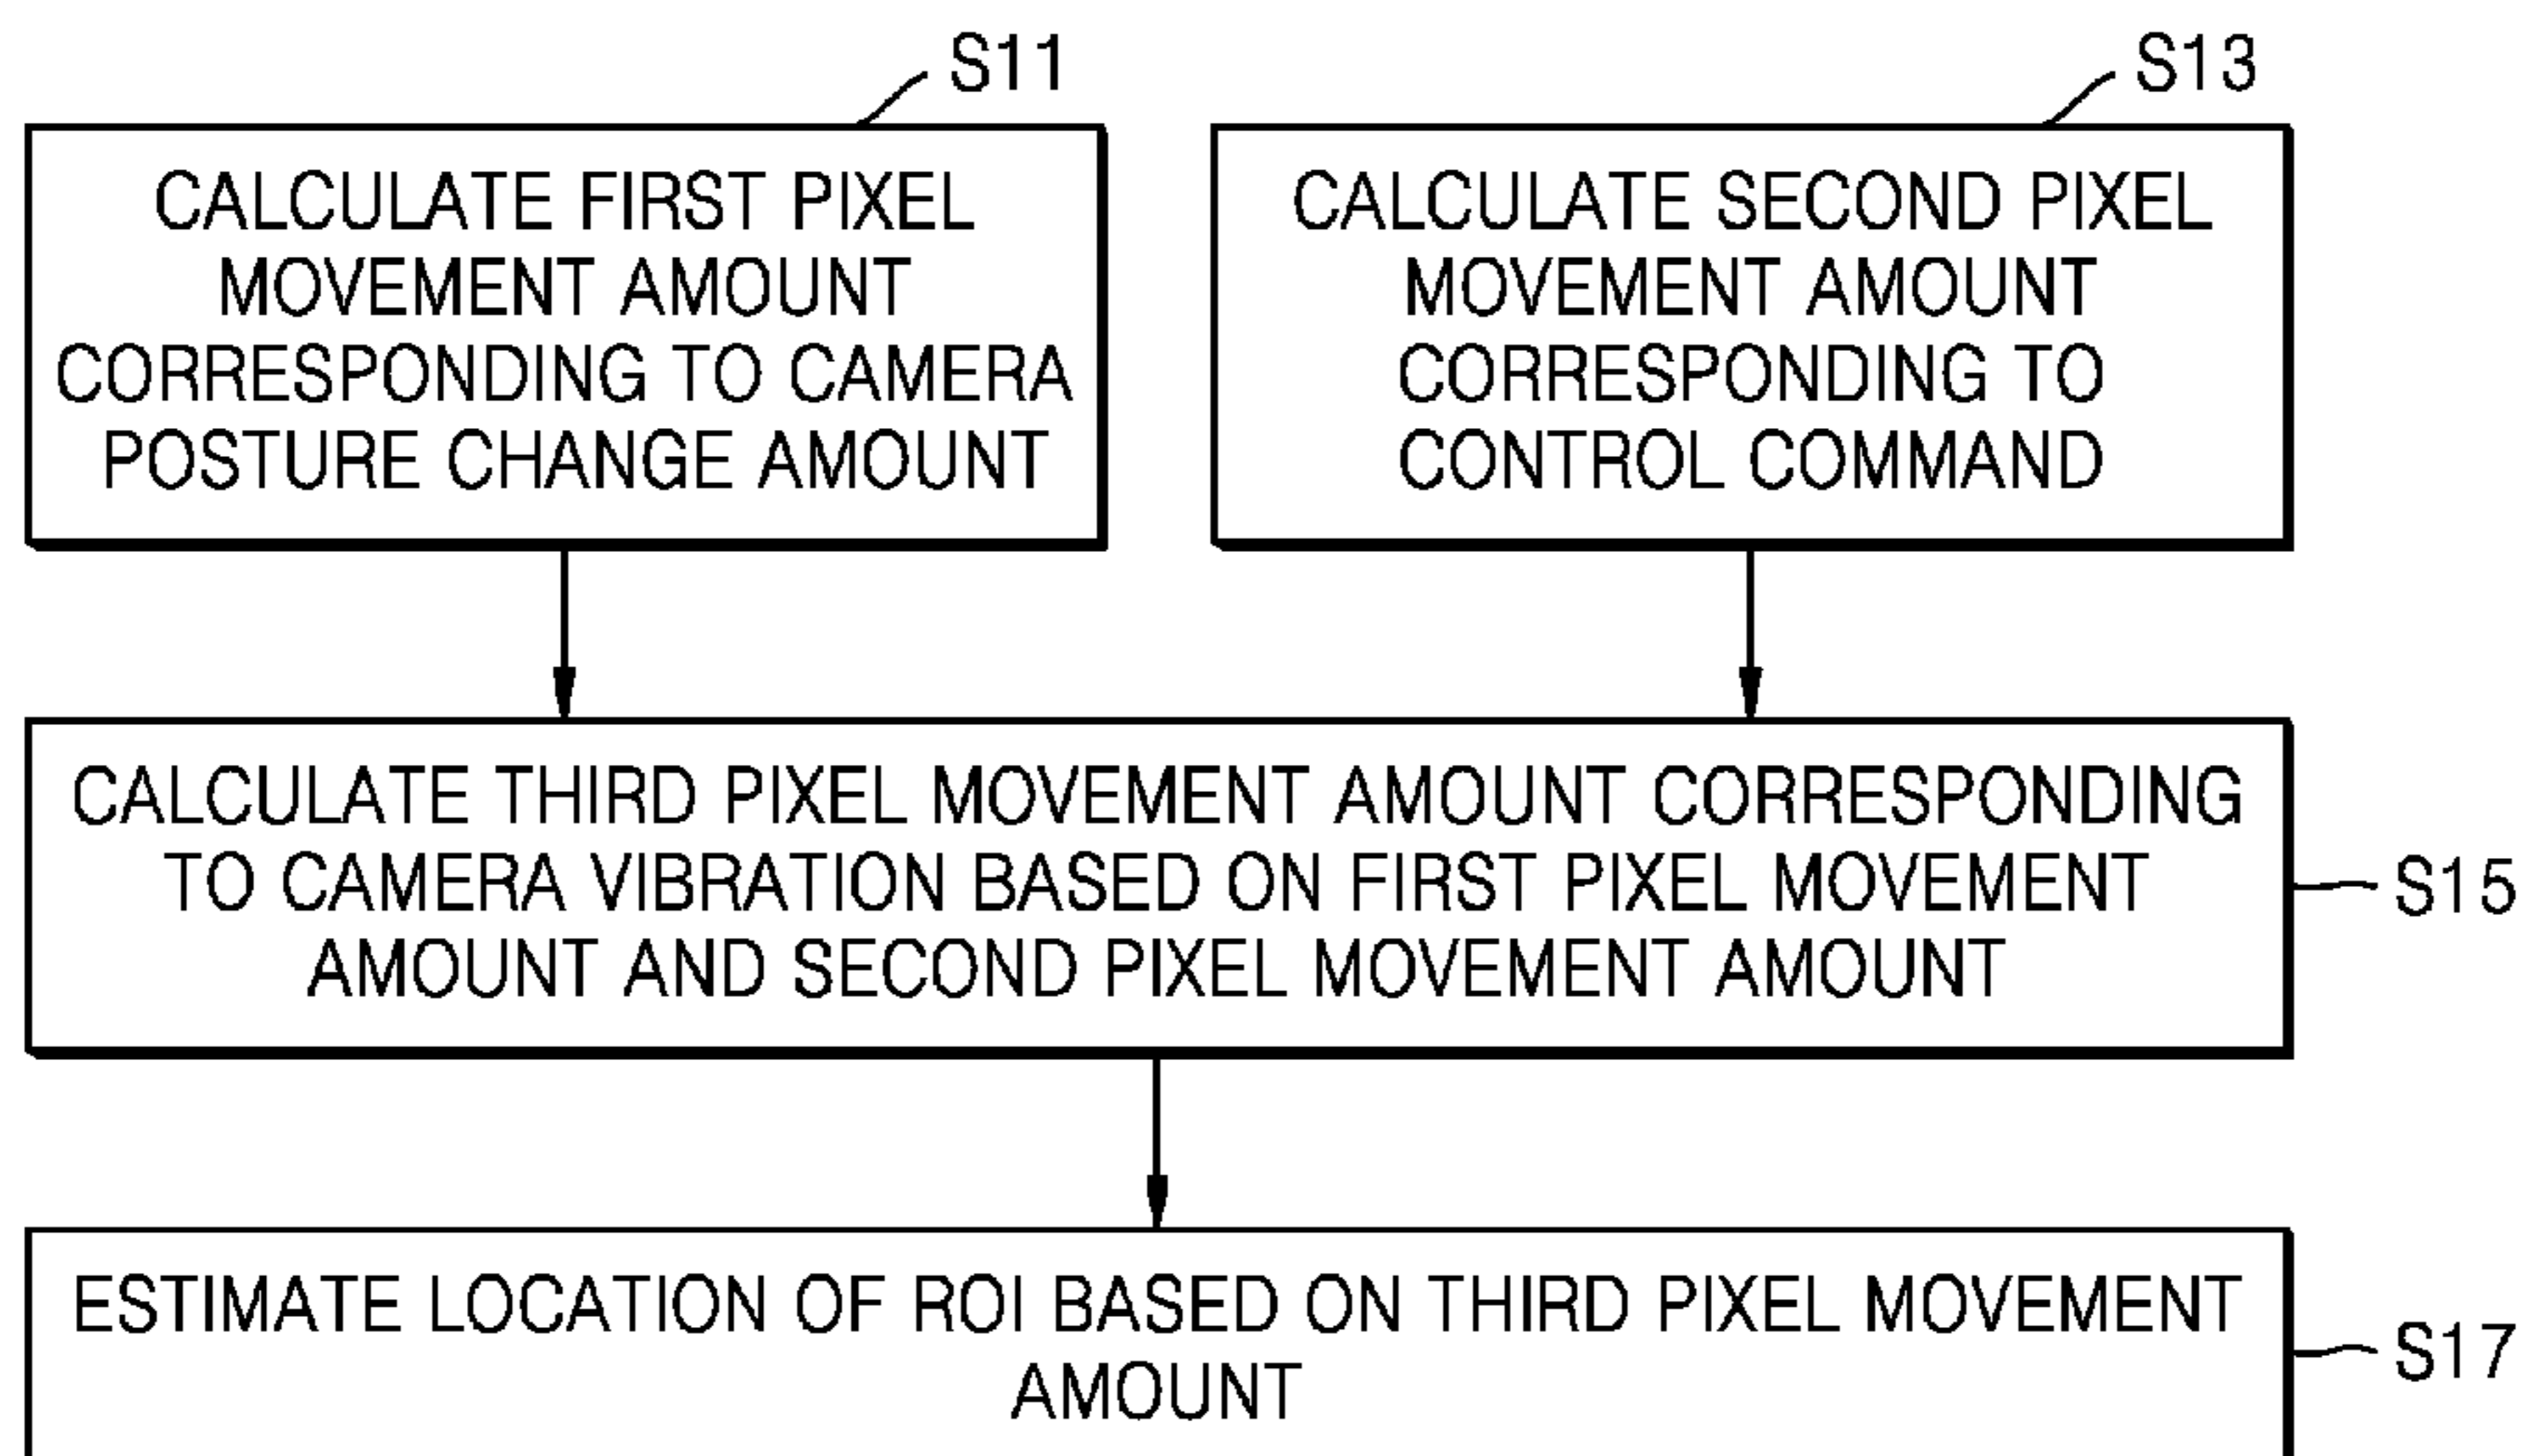 S11
CALCULATE FIRST PIXEL
MOVEMENT AMOUNT
CORRESPONDING TO CAMERA
POSTURE CHANGE AMOUNT
S13
CALCULATE SECOND PIXEL
MOVEMENT AMOUNT
CORRESPONDING TO
CONTROL COMMAND
CALCULATE THIRD PIXEL MOVEMENT AMOUNT CORRESPONDING
TO CAMERA VIBRATION BASED ON FIRST PIXEL MOVEMENT
AMOUNT AND SECOND PIXEL MOVEMENT AMOUNT
S15
ESTIMATE LOCATION OF ROI BASED ON THIRD PIXEL MOVEMENT
AMOUNT
S17